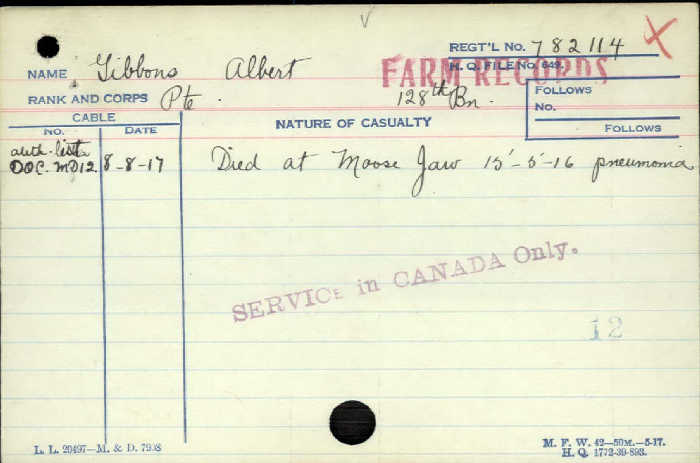 REGT'L NO. 782114
NAME Gibbons Albert
H. Q. FILE NO. 649.
FARM RECORDS
RANK AND CORPS Pte 128th Bn.
FOLLOWS
NO.
FOLLOWS
CABLE
NO. DATE
NATURE OF CASUALTY
auth. lists
DOC. MD12 8-8-17 Died at Moose Jaw 15-5-16 pneumonia
SERVICE in CANADA Only.
12
L. L. 20497—M. & D. 7998
M. F. W. 42—50M.—5-17.
H. Q. 1772-39-893.